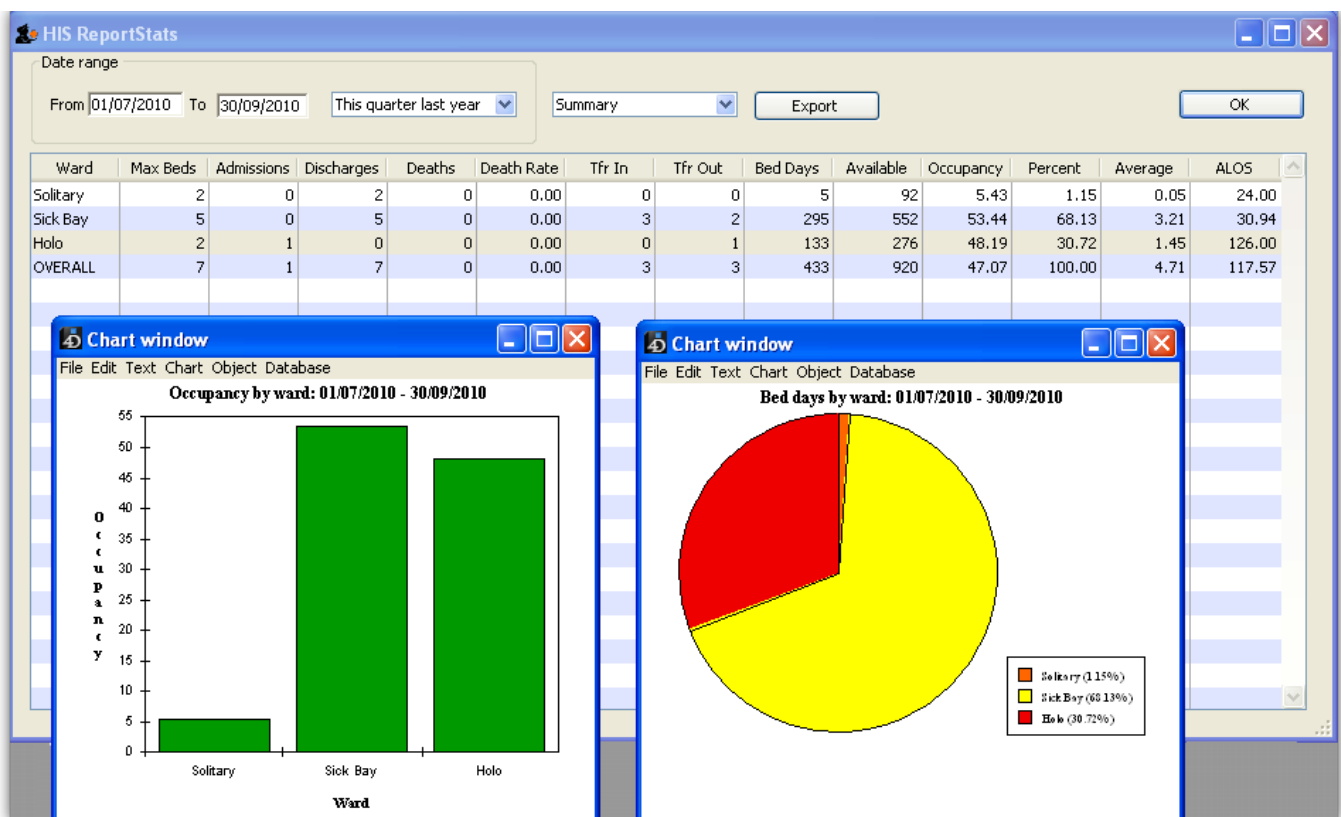 HIS ReportStats
Date range
From 01/07/2010 To 30/09/2010 This quarter last year Summary Export OK
Ward Max Beds Admissions Discharges Deaths Death Rate Tfr In Tfr Out Bed Days Available Occupancy Percent Average ALOS
Solitary 2 0 2 0 0.00 0 0 5 92 5.43 1.15 0.05 24.00
Sick Bay 5 0 5 0 0.00 3 2 295 552 53.44 68.13 3.21 30.94
Holo 2 1 0 0 0.00 0 1 133 276 48.19 30.72 1.45 126.00
OVERALL 7 1 7 0 0.00 3 3 433 920 47.07 100.00 4.71 117.57
4D Chart window
File Edit Text Chart Object Database
Occupancy by ward: 01/07/2010 - 30/09/2010
55
50
45
40
35
30
25
20
15
10
5
0
Occupancy
Solitary Sick Bay Holo
Ward
4D Chart window
File Edit Text Chart Object Database
Bed days by ward: 01/07/2010 - 30/09/2010
Solitary (1.15%)
Sick Bay (68.13%)
Holo (30.72%)